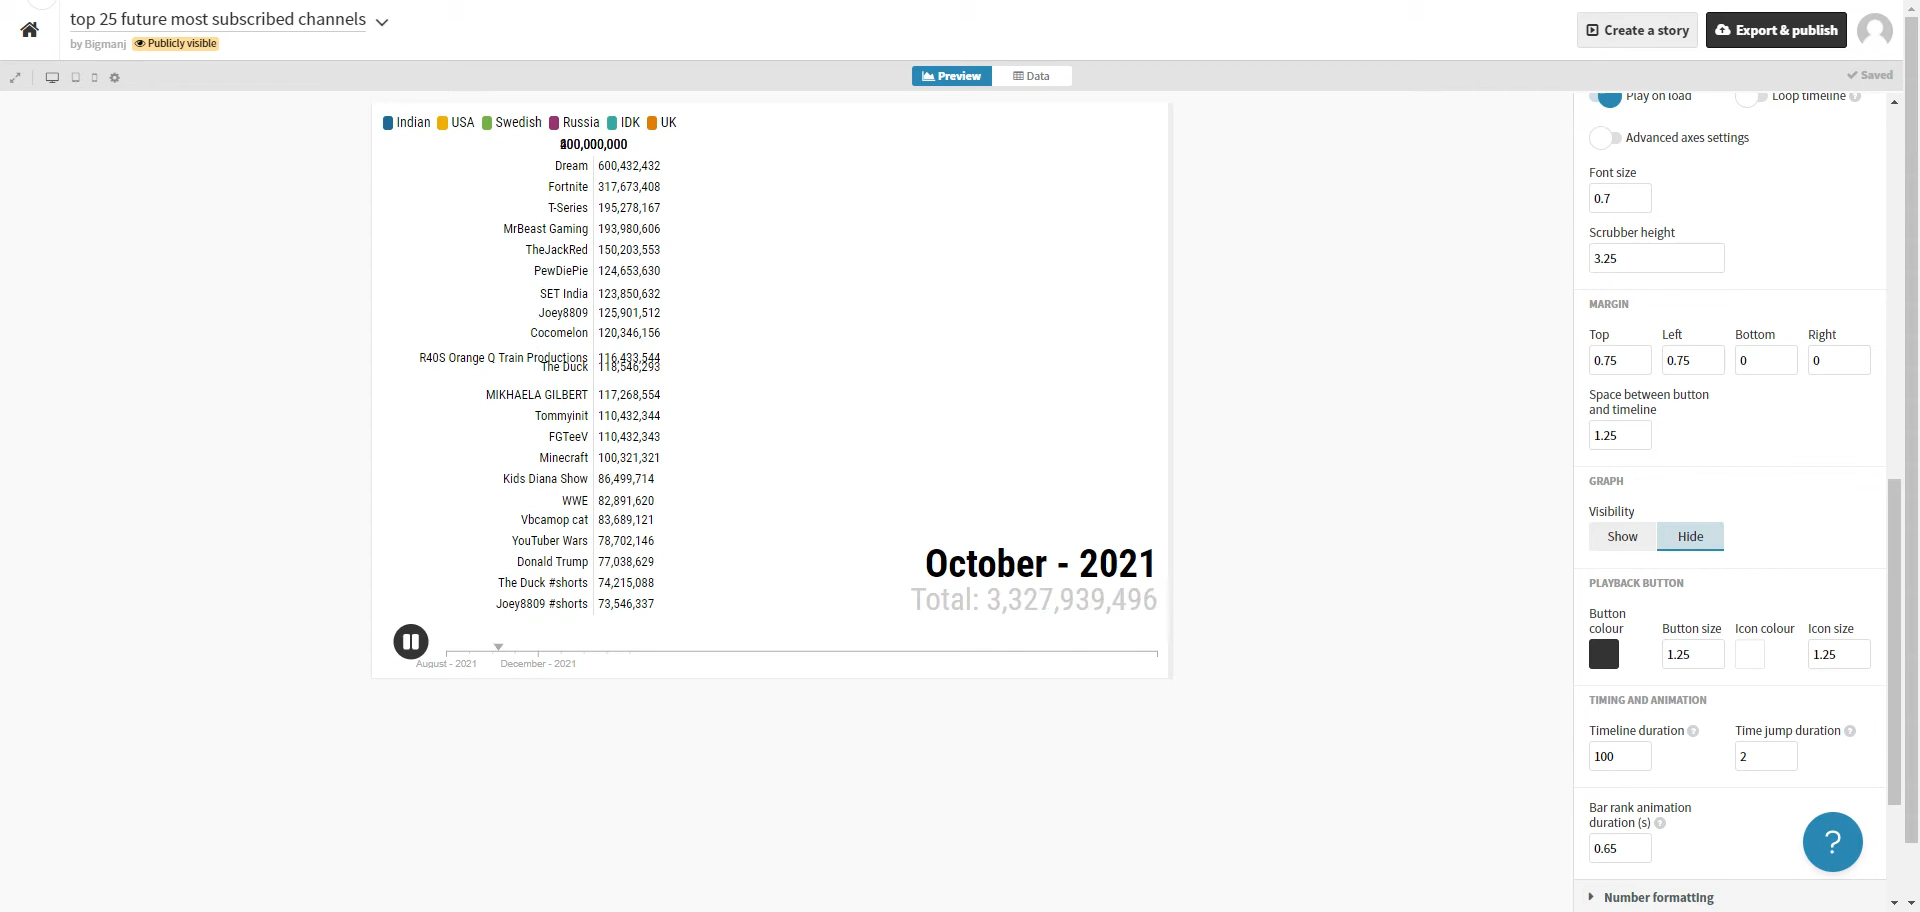 top 25 future most subscribed channels
by Bigmanj Publicly visible
Create a story
Export & publish
Preview
Data
Saved
Indian USA Swedish Russia IDK UK
00,000,000
Dream 600,432,432
Fortnite 317,673,408
T-Series 195,278,167
MrBeast Gaming 193,980,606
TheJackRed 150,203,553
PewDiePie 124,653,630
SET India 123,850,632
Joey8809 125,901,512
Cocomelon 120,346,156
R40S Orange Q Train Productions 116,433,544
The Duck 118,546,293
MIKHAELA GILBERT 117,268,554
Tommyinit 110,432,344
FGTeeV 110,432,343
Minecraft 100,321,321
Kids Diana Show 86,499,714
WWE 82,891,620
Vbcamop cat 83,689,121
YouTuber Wars 78,702,146
Donald Trump 77,038,629
The Duck #shorts 74,215,088
Joey8809 #shorts 73,546,337
October - 2021
Total: 3,327,939,496
August - 2021
December - 2021
Play on load
Loop timeline ?
Advanced axes settings
Font size
0.7
Scrubber height
3.25
MARGIN
Top Left Bottom Right
0.75 0.75 0 0
Space between button
and timeline
1.25
GRAPH
Visibility
Show Hide
PLAYBACK BUTTON
Button
colour
Button size Icon colour Icon size
1.25 1.25
TIMING AND ANIMATION
Timeline duration ? Time jump duration ?
100 2
Bar rank animation
duration (s) ?
0.65
?
Number formatting